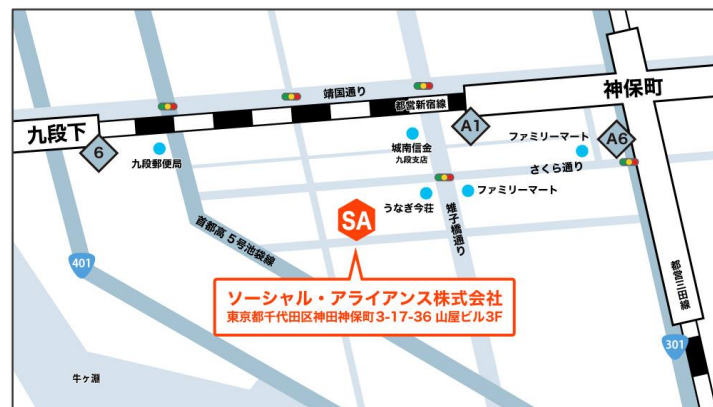 靖国通り
神保町
都営新宿線
九段下
6
A1
A6
九段郵便局
城南信金
九段支店
ファミリーマート
さくら通り
うなぎ今荘
ファミリーマート
SA
首都高 5号池袋線
雉子橋通り
401
都営三田線
ソーシャル・アライアンス株式会社
東京都千代田区神田神保町3-17-36 山屋ビル3F
301
牛ヶ淵